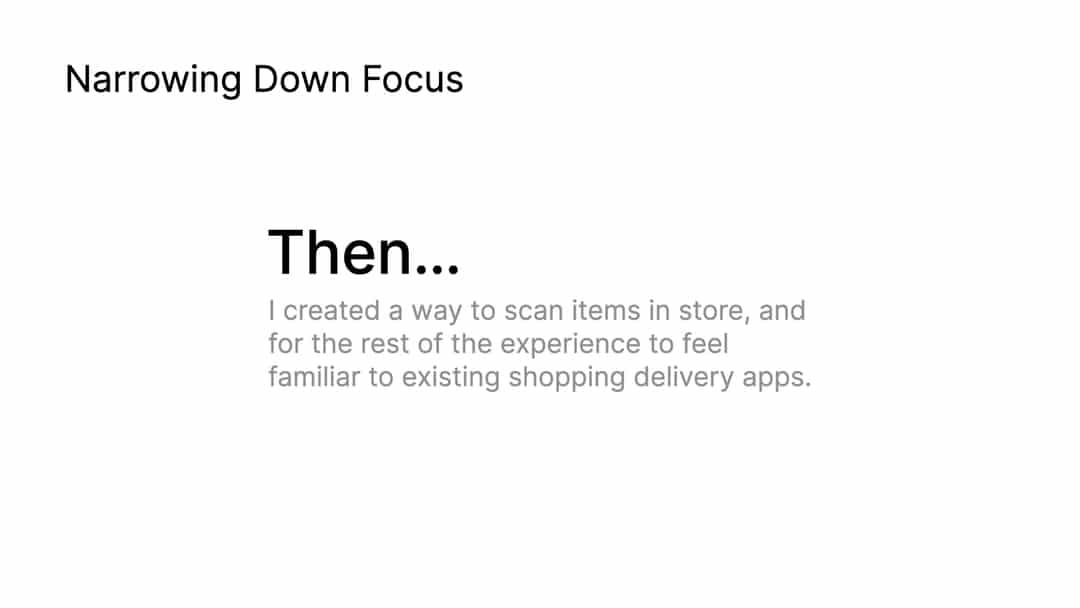 Narrowing Down Focus
Then...
I created a way to scan items in store, and
for the rest of the experience to feel
familiar to existing shopping delivery apps.